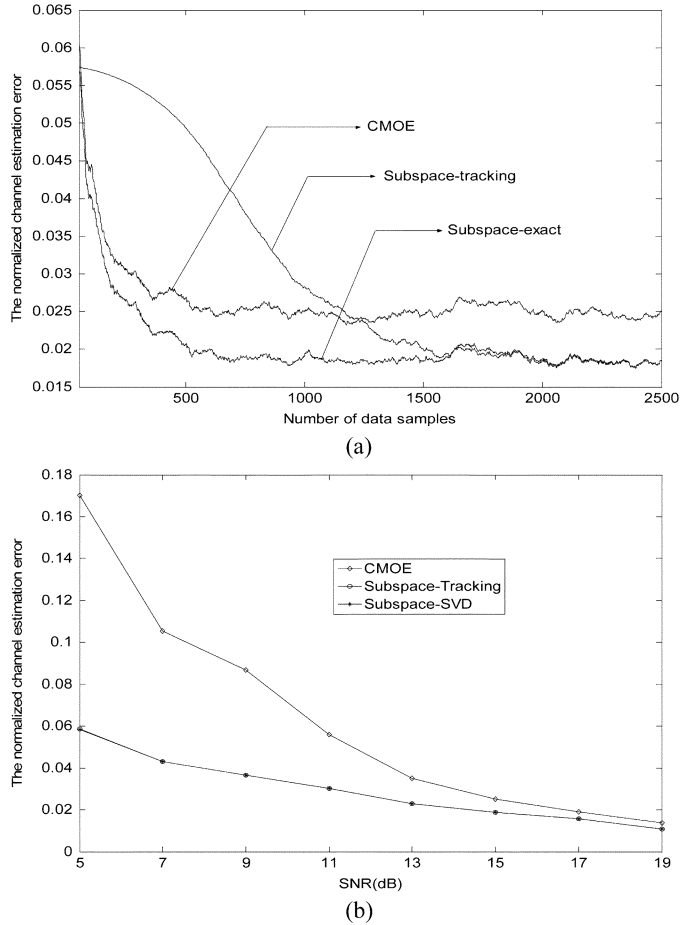 The normalized channel estimation error
0.065
0.06
0.055
0.05
0.045
0.04
0.035
0.03
0.025
0.02
0.015
CMOE
Subspace-tracking
Subspace-exact
500
1000
1500
2000
2500
Number of data samples
(a)
The normalized channel estimation error
0.18
0.16
0.14
0.12
0.1
0.08
0.06
0.04
0.02
0
CMOE
Subspace-Tracking
Subspace-SVD
5
7
9
11
13
15
17
19
SNR(dB)
(b)